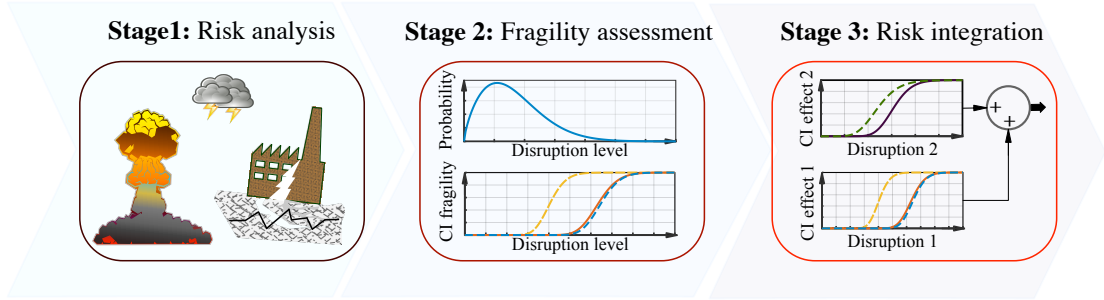 Stage1: Risk analysis
Stage 2: Fragility assessment
Probability
Disruption level
CI fragility
Disruption level
Stage 3: Risk integration
CI effect 2
Disruption 2
+
+
CI effect 1
Disruption 1